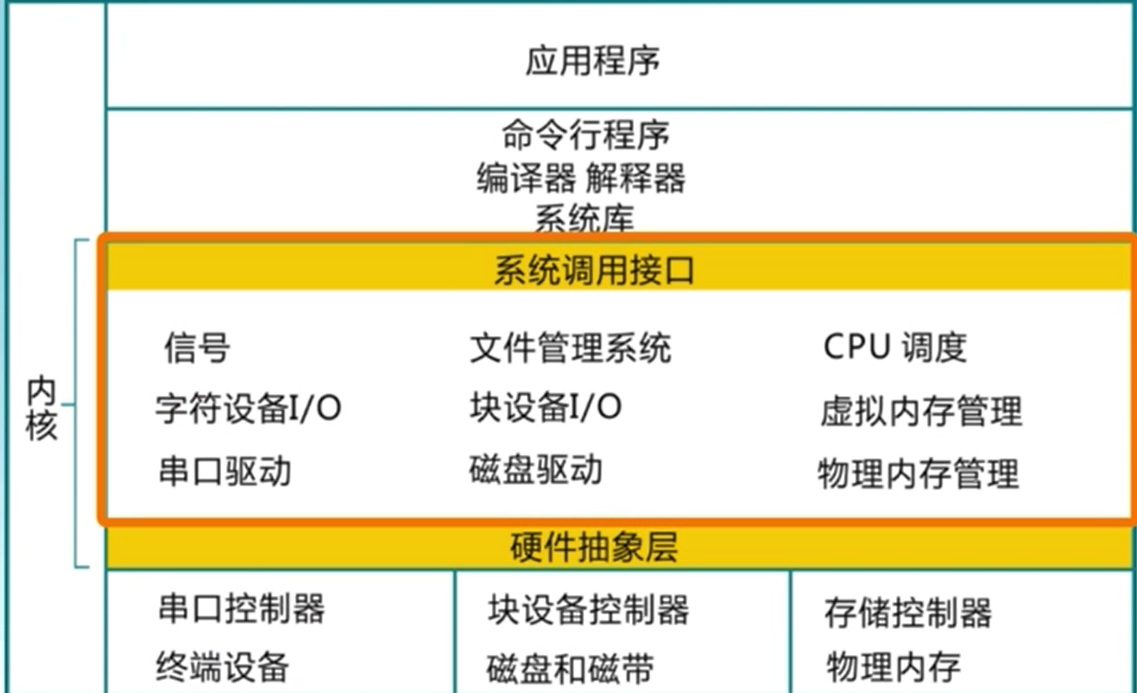 应用程序
命令行程序
编译器 解释器
系统库
系统调用接口
信号 文件管理系统 CPU 调度
字符设备I/O 块设备I/O 虚拟内存管理
内核
串口驱动 磁盘驱动 物理内存管理
硬件抽象层
串口控制器 块设备控制器 存储控制器
终端设备 磁盘和磁带 物理内存